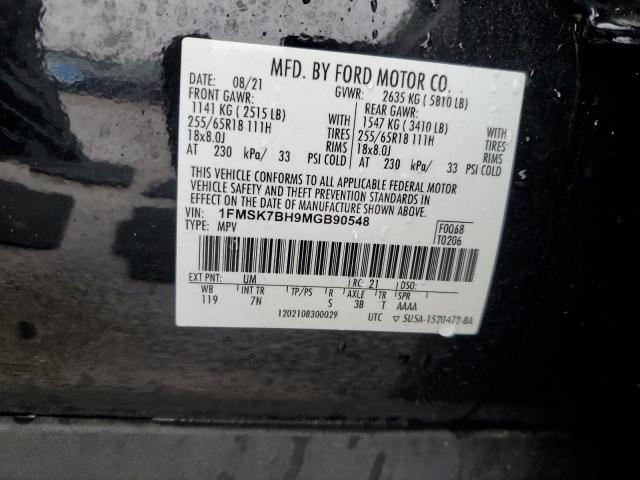 MFD. BY FORD MOTOR CO.
DATE: 08/21 GVWR: 2635 KG ( 5810 LB)
FRONT GAWR: REAR GAWR:
1141 KG ( 2515 LB) WITH 1547 KG ( 3410 LB) WITH
255/65R18 111H TIRES 255/65R18 111H TIRES
18x8.0J RIMS 18x8.0J RIMS
AT 230 kPa/ 33 PSI COLD AT 230 kPa/ 33 PSI COLD
THIS VEHICLE CONFORMS TO ALL APPLICABLE FEDERAL MOTOR
VEHICLE SAFETY AND THEFT PREVENTION STANDARDS IN
EFFECT ON THE DATE OF MANUFACTURE SHOWN ABOVE.
VIN: 1FMSK7BH9MGB90548 F0068
TYPE: MPV T0206
EXT PNT: UM RC: 21 DSO:
WB INT TR TP/PS R AXLE TR SPR
119 7N S 3B T AAAA
1202108300029 UTC ▽ SU5A-1520472-BA